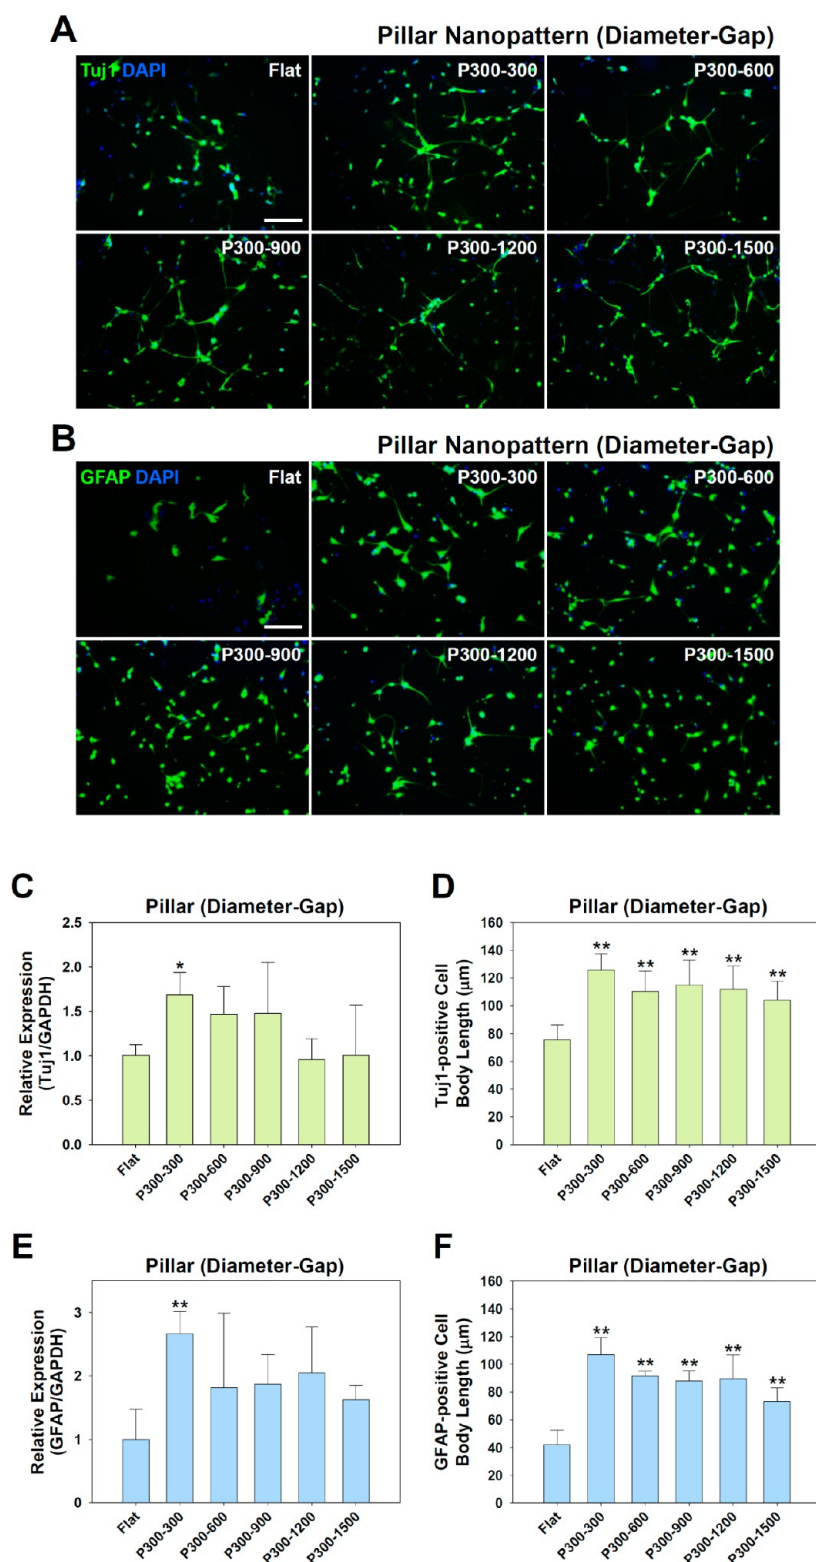 A
Pillar Nanopattern (Diameter-Gap)
Tuj1 DAPI
Flat
P300-300
P300-600
P300-900
P300-1200
P300-1500
B
Pillar Nanopattern (Diameter-Gap)
GFAP DAPI
Flat
P300-300
P300-600
P300-900
P300-1200
P300-1500
C
Pillar (Diameter-Gap)
Relative Expression
(Tuj1/GAPDH)
2.5
2.0
1.5
1.0
0.5
0.0
*
Flat
P300-300
P300-600
P300-900
P300-1200
P300-1500
D
Pillar (Diameter-Gap)
Tuj1-positive Cell
Body Length (μm)
160
140
120
100
80
60
40
20
0
**
**
**
**
**
Flat
P300-300
P300-600
P300-900
P300-1200
P300-1500
E
Pillar (Diameter-Gap)
Relative Expression
(GFAP/GAPDH)
3
2
1
0
**
Flat
P300-300
P300-600
P300-900
P300-1200
P300-1500
F
Pillar (Diameter-Gap)
GFAP-positive Cell
Body Length (μm)
160
140
120
100
80
60
40
20
0
**
**
**
**
**
Flat
P300-300
P300-600
P300-900
P300-1200
P300-1500